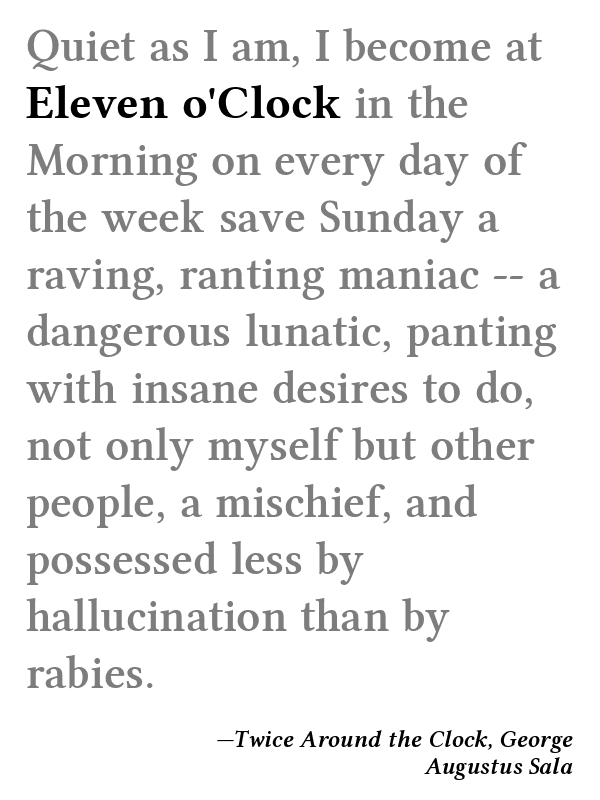 Quiet as I am, I become at
Eleven o'Clock in the
Morning on every day of
the week save Sunday a
raving, ranting maniac -- a
dangerous lunatic, panting
with insane desires to do,
not only myself but other
people, a mischief, and
possessed less by
hallucination than by
rabies.
—Twice Around the Clock, George
Augustus Sala